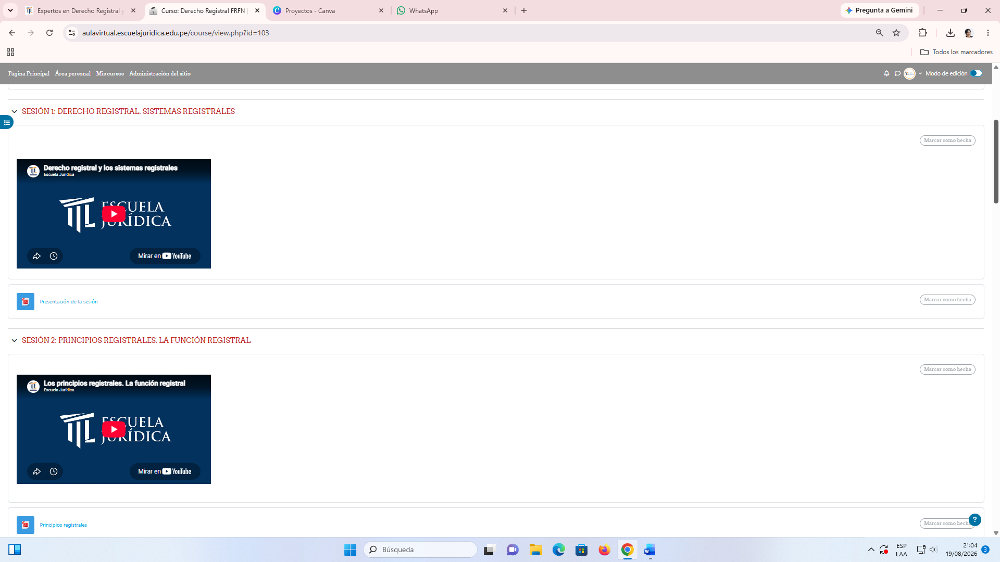 Expertos en Derecho Registral y
Curso: Derecho Registral FRFN
Proyectos - Canva
WhatsApp
Pregunta a Gemini
aulavirtual.escuelajuridica.edu.pe/course/view.php?id=103
Todos los marcadores
Página Principal Área personal Mis cursos Administración del sitio
Modo de edición
SESIÓN 1: DERECHO REGISTRAL. SISTEMAS REGISTRALES
Marcar como hecha
Derecho registral y los sistemas registrales
Escuela Jurídica
ESCUELA
JURÍDICA
Mirar en YouTube
Presentación de la sesión
Marcar como hecha
SESIÓN 2: PRINCIPIOS REGISTRALES. LA FUNCIÓN REGISTRAL
Marcar como hecha
Los principios registrales. La función registral
Escuela Jurídica
ESCUELA
JURÍDICA
Mirar en YouTube
Principios registrales
Marcar como hecha
?
Búsqueda
ESP
LAA
21:04
19/08/2026
3